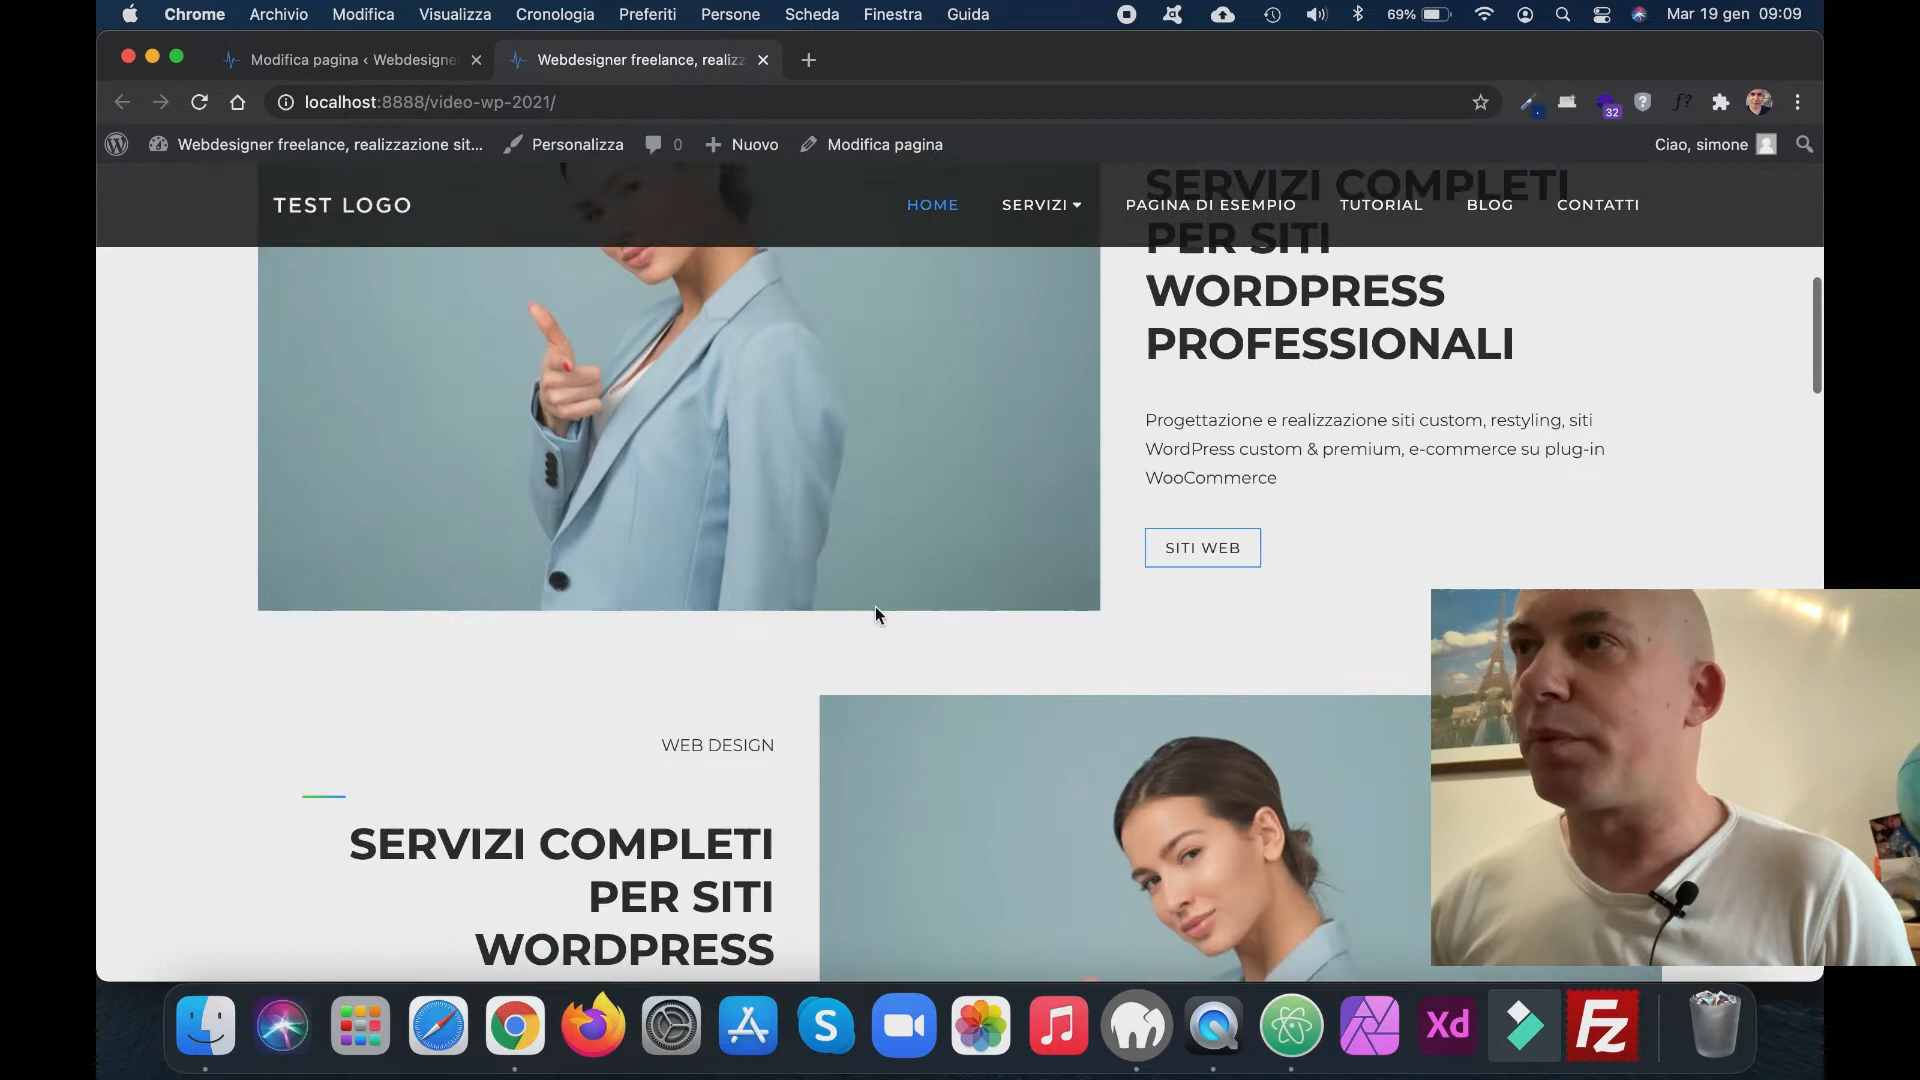 Chrome Archivio Modifica Visualizza Cronologia Preferiti Persone Scheda Finestra Guida 69% Mar 19 gen 09:09
Modifica pagina ‹ Webdesigne
Webdesigner freelance, realizz
localhost:8888/video-wp-2021/
32
f?
Webdesigner freelance, realizzazione sit... Personalizza 0 Nuovo Modifica pagina Ciao, simone
TEST LOGO HOME SERVIZI PAGINA DI ESEMPIO TUTORIAL BLOG CONTATTI
SERVIZI COMPLETI
PER SITI
WORDPRESS
PROFESSIONALI
Progettazione e realizzazione siti custom, restyling, siti
WordPress custom & premium, e-commerce su plug-in
WooCommerce
SITI WEB
WEB DESIGN
SERVIZI COMPLETI
PER SITI
WORDPRESS
S
Xd
Fz